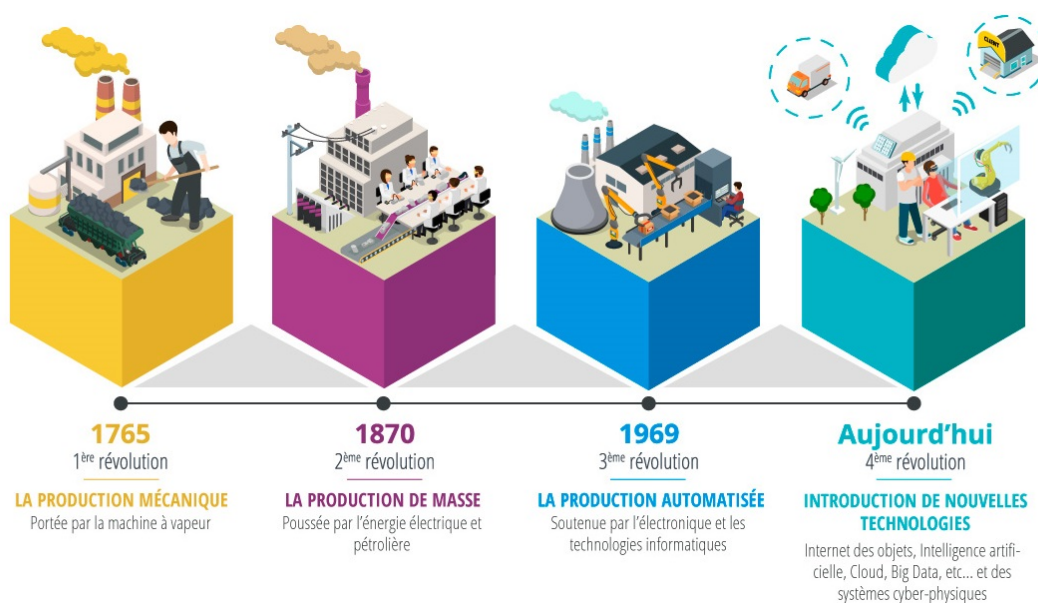 CLIENT
1765
1ère révolution
LA PRODUCTION MÉCANIQUE
Portée par la machine à vapeur
1870
2ème révolution
LA PRODUCTION DE MASSE
Poussée par l’énergie électrique et
pétrolière
1969
3ème révolution
LA PRODUCTION AUTOMATISÉE
Soutenue par l’électronique et les
technologies informatiques
Aujourd’hui
4ème révolution
INTRODUCTION DE NOUVELLES
TECHNOLOGIES
Internet des objets, Intelligence artifi-
cielle, Cloud, Big Data, etc... et des
systèmes cyber-physiques